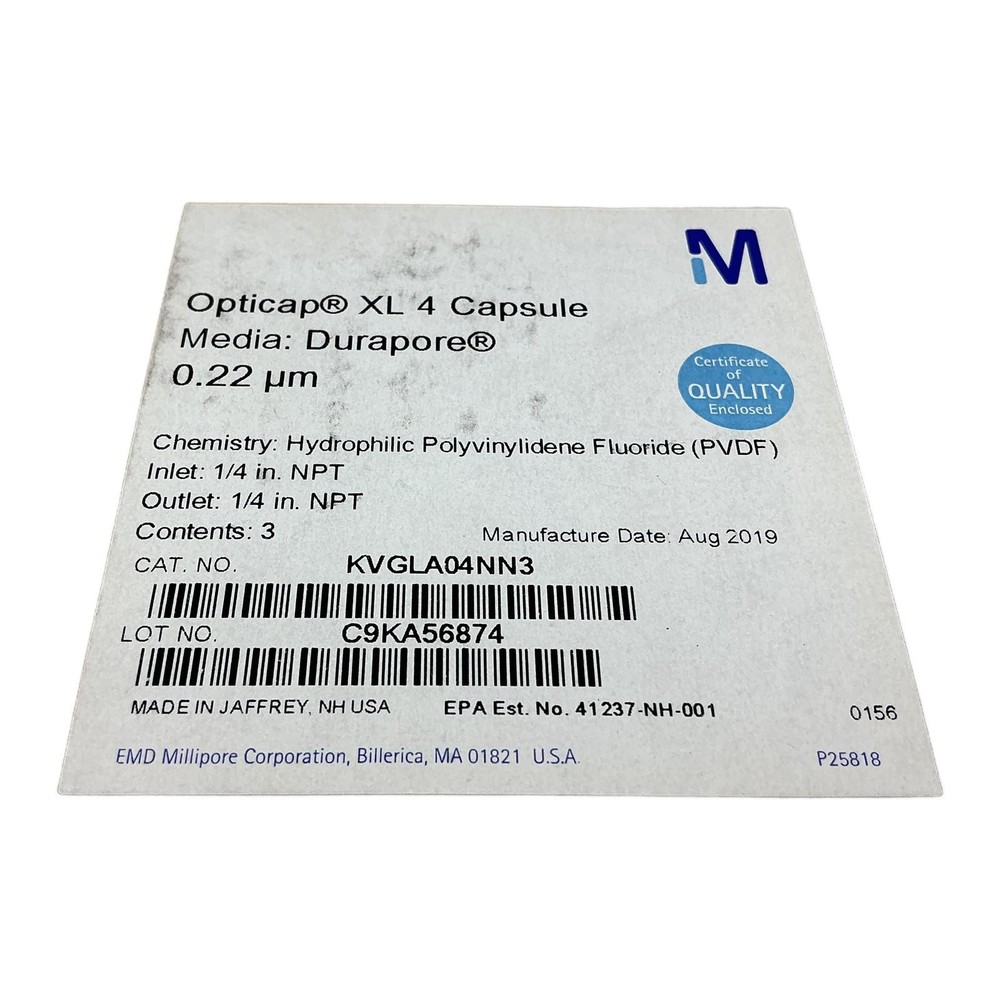 M
Opticap® XL 4 Capsule
Media: Durapore®
0.22 µm
Certificate
of
QUALITY
Enclosed
Chemistry: Hydrophilic Polyvinylidene Fluoride (PVDF)
Inlet: 1/4 in. NPT
Outlet: 1/4 in. NPT
Contents: 3 Manufacture Date: Aug 2019
CAT. NO. KVGLA04NN3
LOT NO. C9KA56874
MADE IN JAFFREY, NH USA EPA Est. No. 41237-NH-001 0156
EMD Millipore Corporation, Billerica, MA 01821 U.S.A. P25818